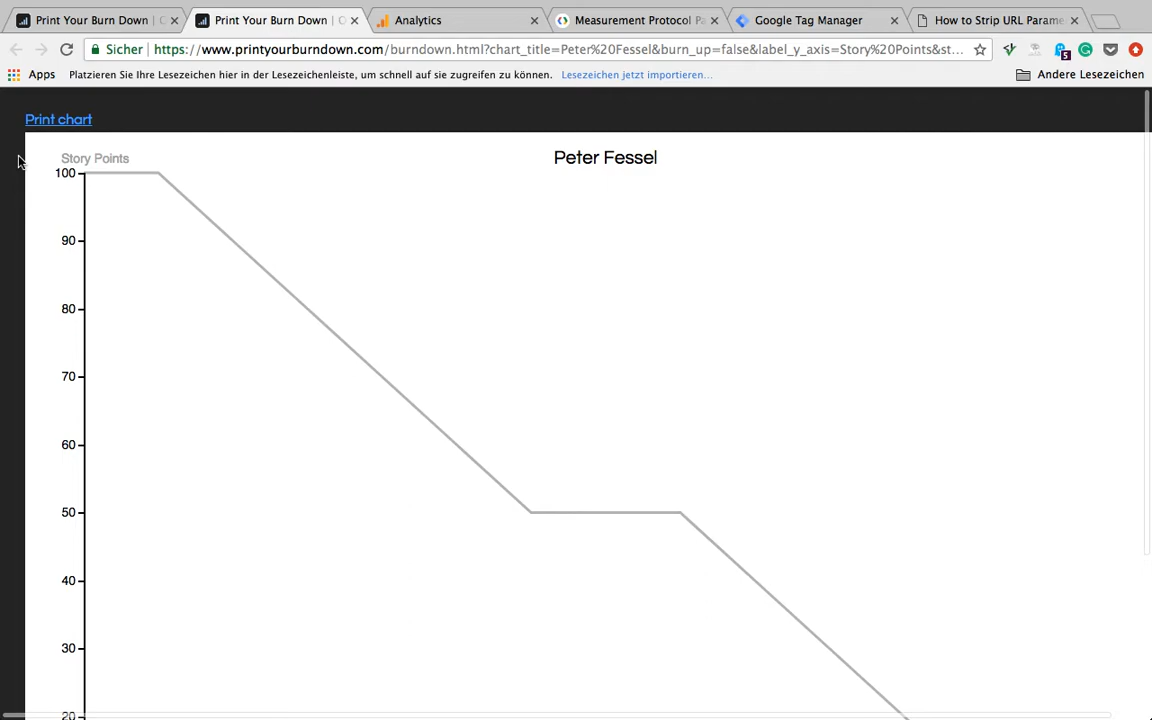 Print Your Burn Down | C
Print Your Burn Down | C
Analytics
Measurement Protocol Pa
Google Tag Manager
How to Strip URL Parame
Sicher https://www.printyourburndown.com/burndown.html?chart_title=Peter%20Fessel&burn_up=false&label_y_axis=Story%20Points&st...
5
Apps Platzieren Sie Ihre Lesezeichen hier in der Lesezeichenleiste, um schnell auf sie zugreifen zu können. Lesezeichen jetzt importieren... Andere Lesezeichen
Print chart
Story Points
Peter Fessel
100
90
80
70
60
50
40
30
20